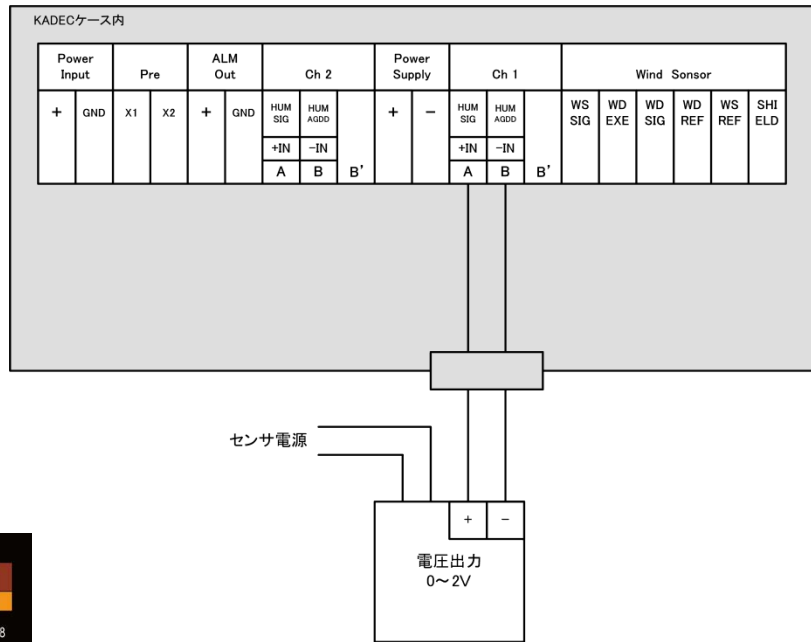 KADECケース内
Power Input Pre ALM Out Ch 2 Power Supply Ch 1 Wind Sonsor
+ GND X1 X2 + GND HUM SIG HUM AGDD + − HUM SIG HUM AGDD WS SIG WD EXE WD SIG WD REF WS REF SHI ELD
+IN −IN +IN −IN
A B B' A B B'
センサ電源
+ −
電圧出力
0～2V
8